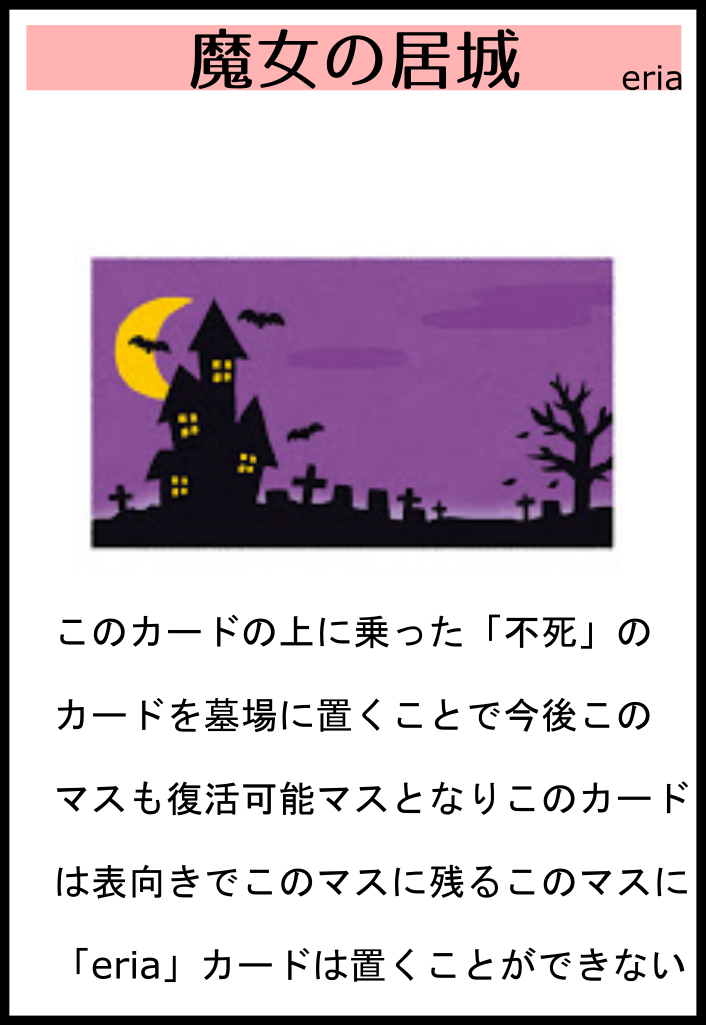 魔女の居城
eria
このカードの上に乗った「不死」の
カードを墓場に置くことで今後この
マスも復活可能マスとなりこのカード
は表向きでこのマスに残るこのマスに
「eria」カードは置くことができない